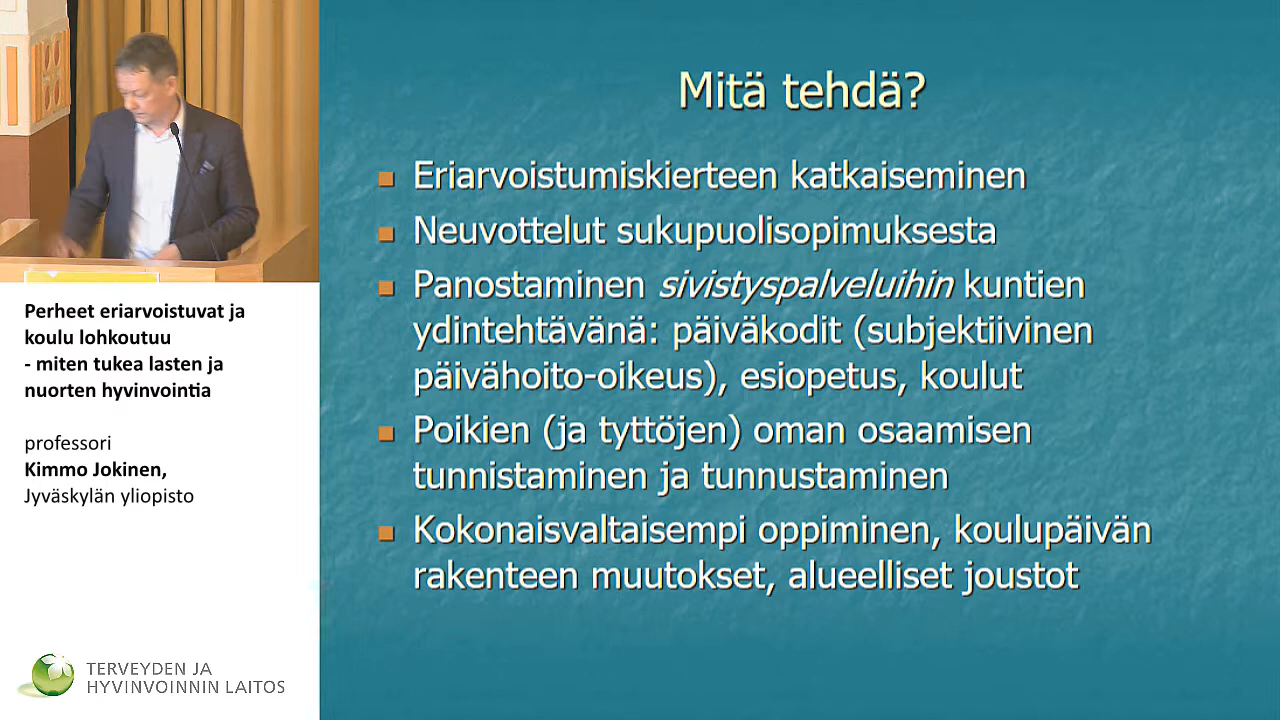 Mitä tehdä?
Eriarvoistumiskierteen katkaiseminen
Neuvottelut sukupuolisopimuksesta
Panostaminen sivistyspalveluihin kuntien
ydintehtävänä: päiväkodit (subjektiivinen
päivähoito-oikeus), esiopetus, koulut
Poikien (ja tyttöjen) oman osaamisen
tunnistaminen ja tunnustaminen
Kokonaisvaltaisempi oppiminen, koulupäivän
rakenteen muutokset, alueelliset joustot
Perheet eriarvoistuvat ja
koulu lohkoutuu
- miten tukea lasten ja
nuorten hyvinvointia
professori
Kimmo Jokinen,
Jyväskylän yliopisto
TERVEYDEN JA
HYVINVOINNIN LAITOS